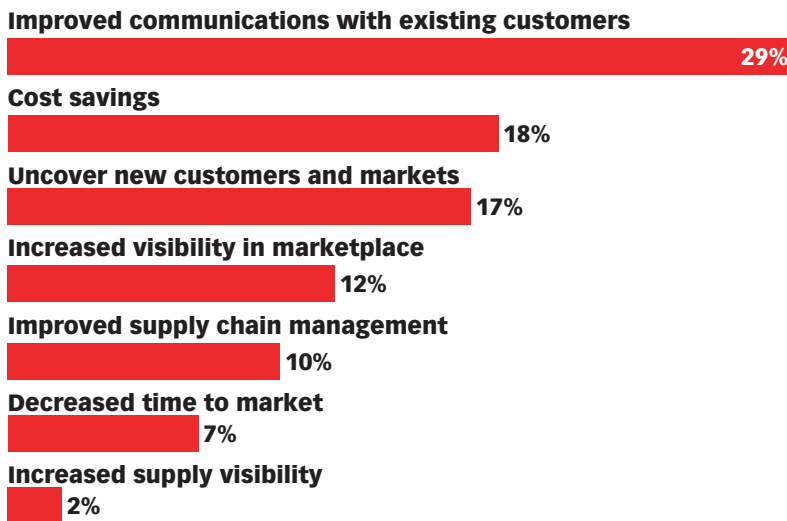 Improved communications with existing customers
29%
Cost savings
18%
Uncover new customers and markets
17%
Increased visibility in marketplace
12%
Improved supply chain management
10%
Decreased time to market
7%
Increased supply visibility
2%